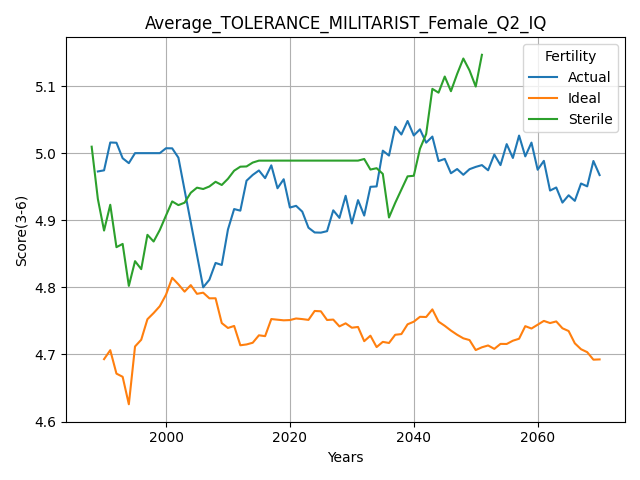 Average_TOLERANCE_MILITARIST_Female_Q2_IQ
Fertility
Actual
Ideal
Sterile
Score(3-6)
5.1
5.0
4.9
4.8
4.7
4.6
2000
2020
2040
2060
Years